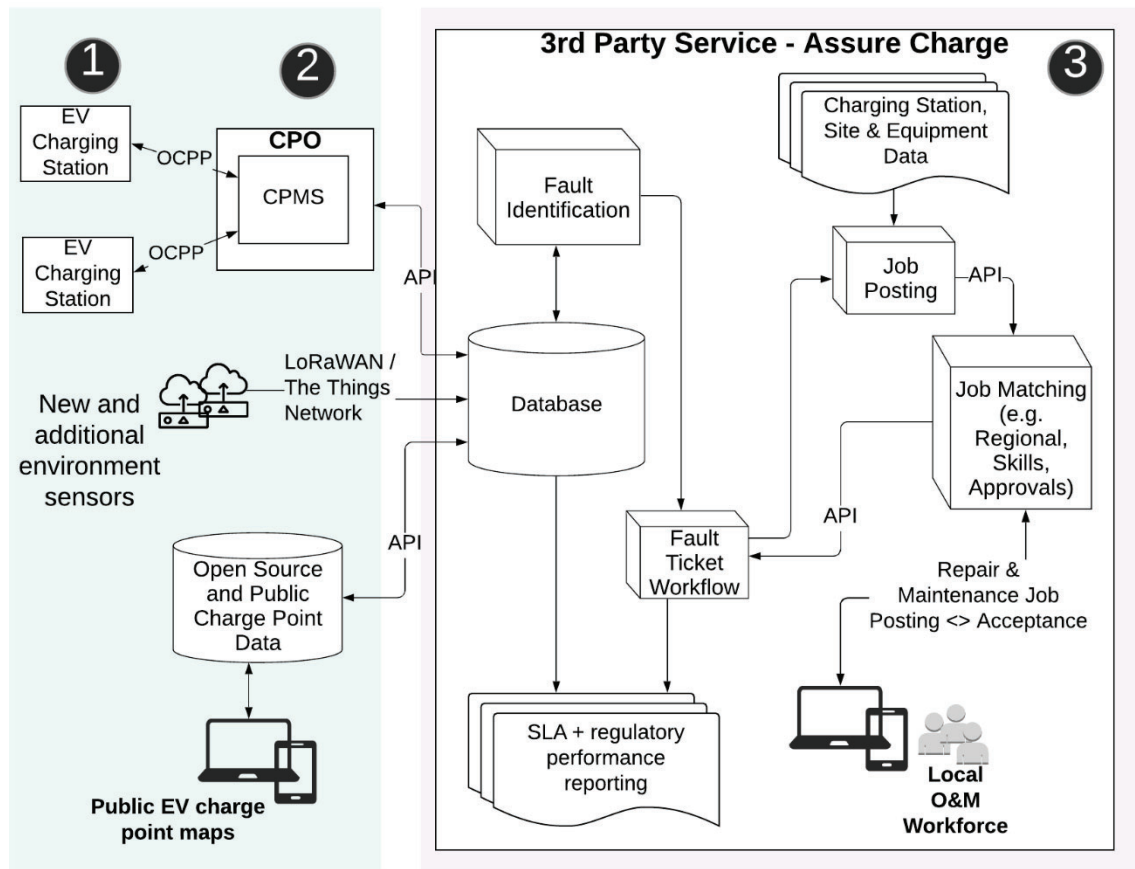 1
2
3rd Party Service - Assure Charge
3
EV
Charging
Station
OCPP
CPO
CPMS
EV
Charging
Station
OCPP
API
Fault
Identification
Charging Station,
Site & Equipment
Data
Job
Posting
API
LoRaWAN /
The Things
Network
New and
additional
environment
sensors
Database
Job Matching
(e.g.
Regional,
Skills,
Approvals)
API
API
Open Source
and Public
Charge Point
Data
Fault
Ticket
Workflow
Repair &
Maintenance Job
Posting <> Acceptance
SLA + regulatory
performance
reporting
Public EV charge
point maps
Local
O&M
Workforce